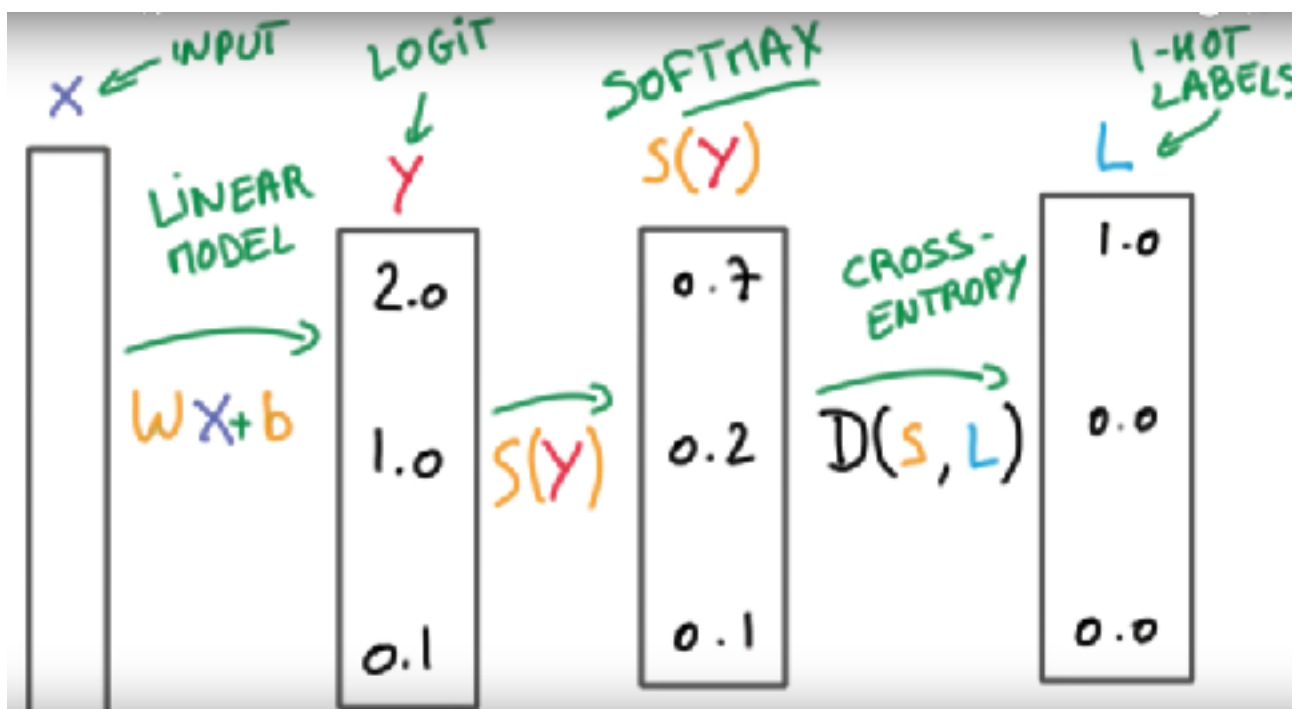 X
INPUT
LINEAR
MODEL
WX+b
LOGIT
Y
2.0
1.0
0.1
S(Y)
SOFTMAX
S(Y)
0.7
0.2
0.1
CROSS-
ENTROPY
D(S,L)
1-HOT
LABELS
L
1.0
0.0
0.0